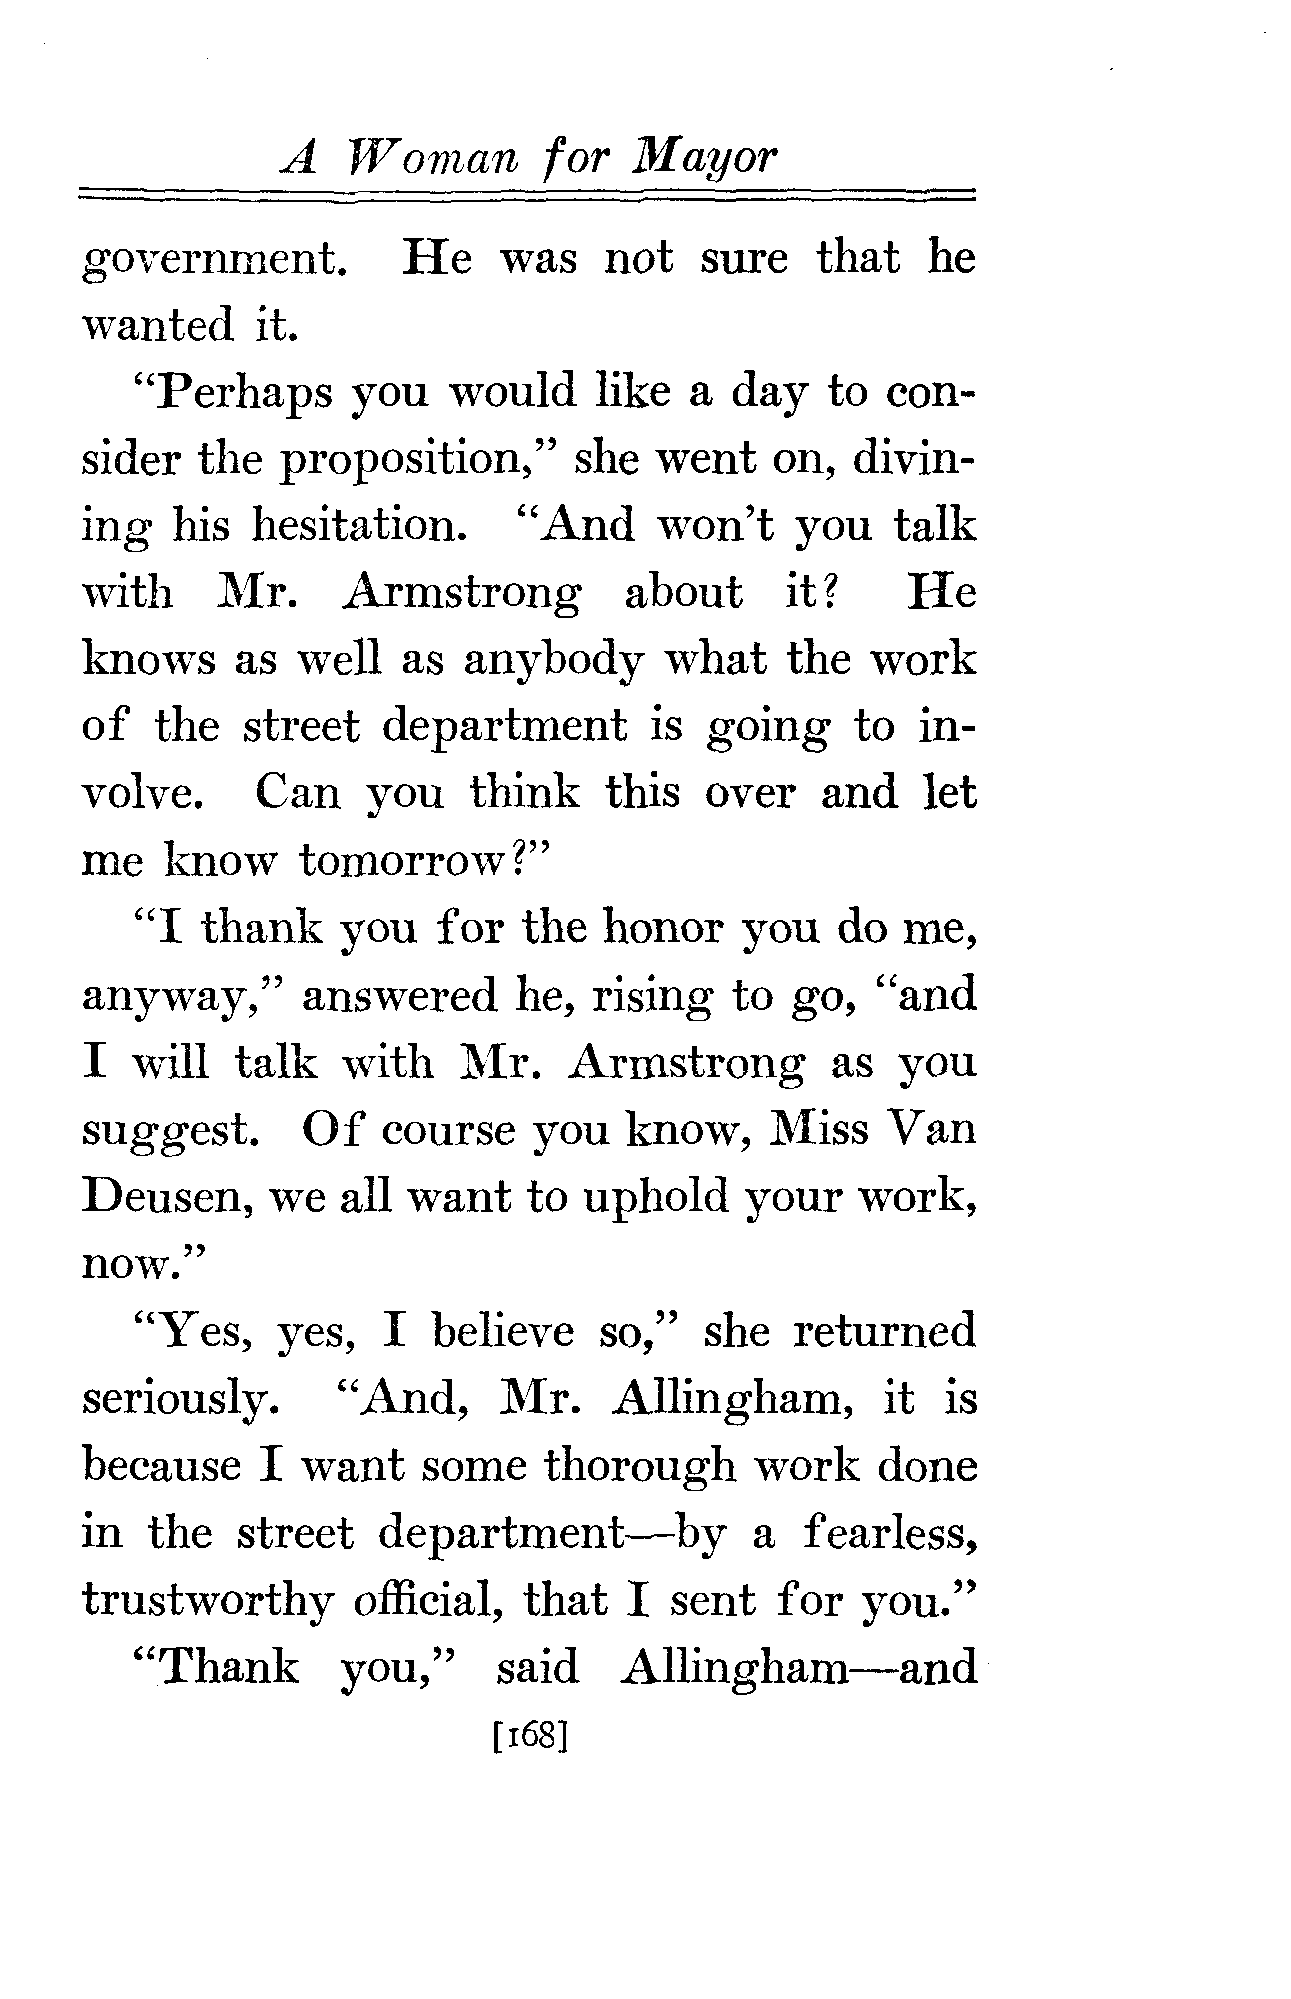 A Woman for Mayor
government. He was not sure that he
wanted it.
“Perhaps you would like a day to con-
sider the proposition,” she went on, divin-
ing his hesitation. “And won’t you talk
with Mr. Armstrong about it? He
knows as well as anybody what the work
of the street department is going to in-
volve. Can you think this over and let
me know tomorrow?”
“I thank you for the honor you do me,
anyway,” answered he, rising to go, “and
I will talk with Mr. Armstrong as you
suggest. Of course you know, Miss Van
Deusen, we all want to uphold your work,
now.”
“Yes, yes, I believe so,” she returned
seriously. “And, Mr. Allingham, it is
because I want some thorough work done
in the street department—by a fearless,
trustworthy official, that I sent for you.”
“Thank you,” said Allingham—and
[168]